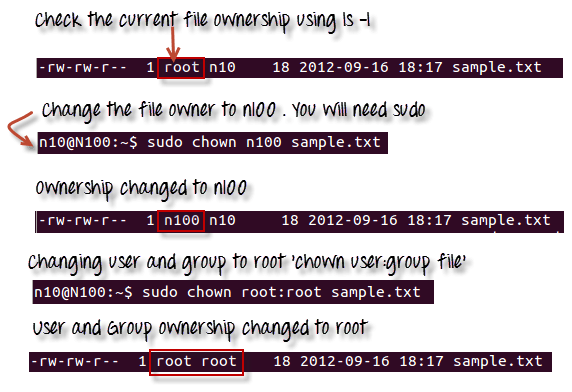 Check the current file ownership using ls -l
-rw-rw-r-- 1 root n10 18 2012-09-16 18:17 sample.txt
Change the file owner to n100 . You will need sudo
n10@N100:~$ sudo chown n100 sample.txt
Ownership changed to n100
-rw-rw-r-- 1 n100 n10 18 2012-09-16 18:17 sample.txt
Changing user and group to root 'chown user:group file'
n10@N100:~$ sudo chown root:root sample.txt
User and Group ownership changed to root
-rw-rw-r-- 1 root root 18 2012-09-16 18:17 sample.txt